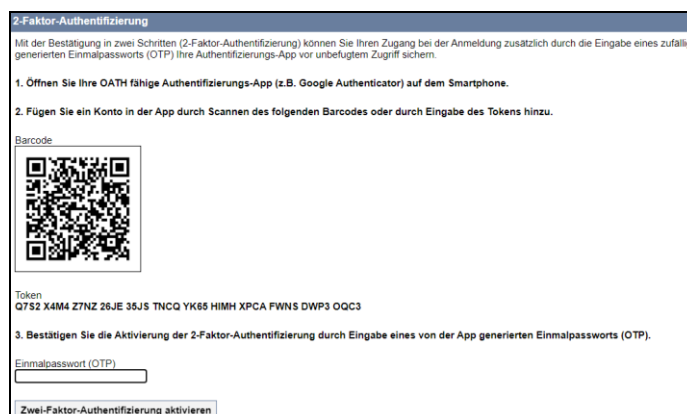 2-Faktor-Authentifizierung
Mit der Bestätigung in zwei Schritten (2-Faktor-Authentifizierung) können Sie Ihren Zugang bei der Anmeldung zusätzlich durch die Eingabe eines zufälli
generierten Einmalpassworts (OTP) Ihre Authentifizierungs-App vor unbefugtem Zugriff sichern.
1. Öffnen Sie Ihre OATH fähige Authentifizierungs-App (z.B. Google Authenticator) auf dem Smartphone.
2. Fügen Sie ein Konto in der App durch Scannen des folgenden Barcodes oder durch Eingabe des Tokens hinzu.
Barcode
Token
Q7S2 X4M4 Z7NZ 26JE 35JS TNCQ YK65 HIMH XPCA FWNS DWP3 OQC3
3. Bestätigen Sie die Aktivierung der 2-Faktor-Authentifizierung durch Eingabe eines von der App generierten Einmalpassworts (OTP).
Einmalpasswort (OTP)
Zwei-Faktor-Authentifizierung aktivieren